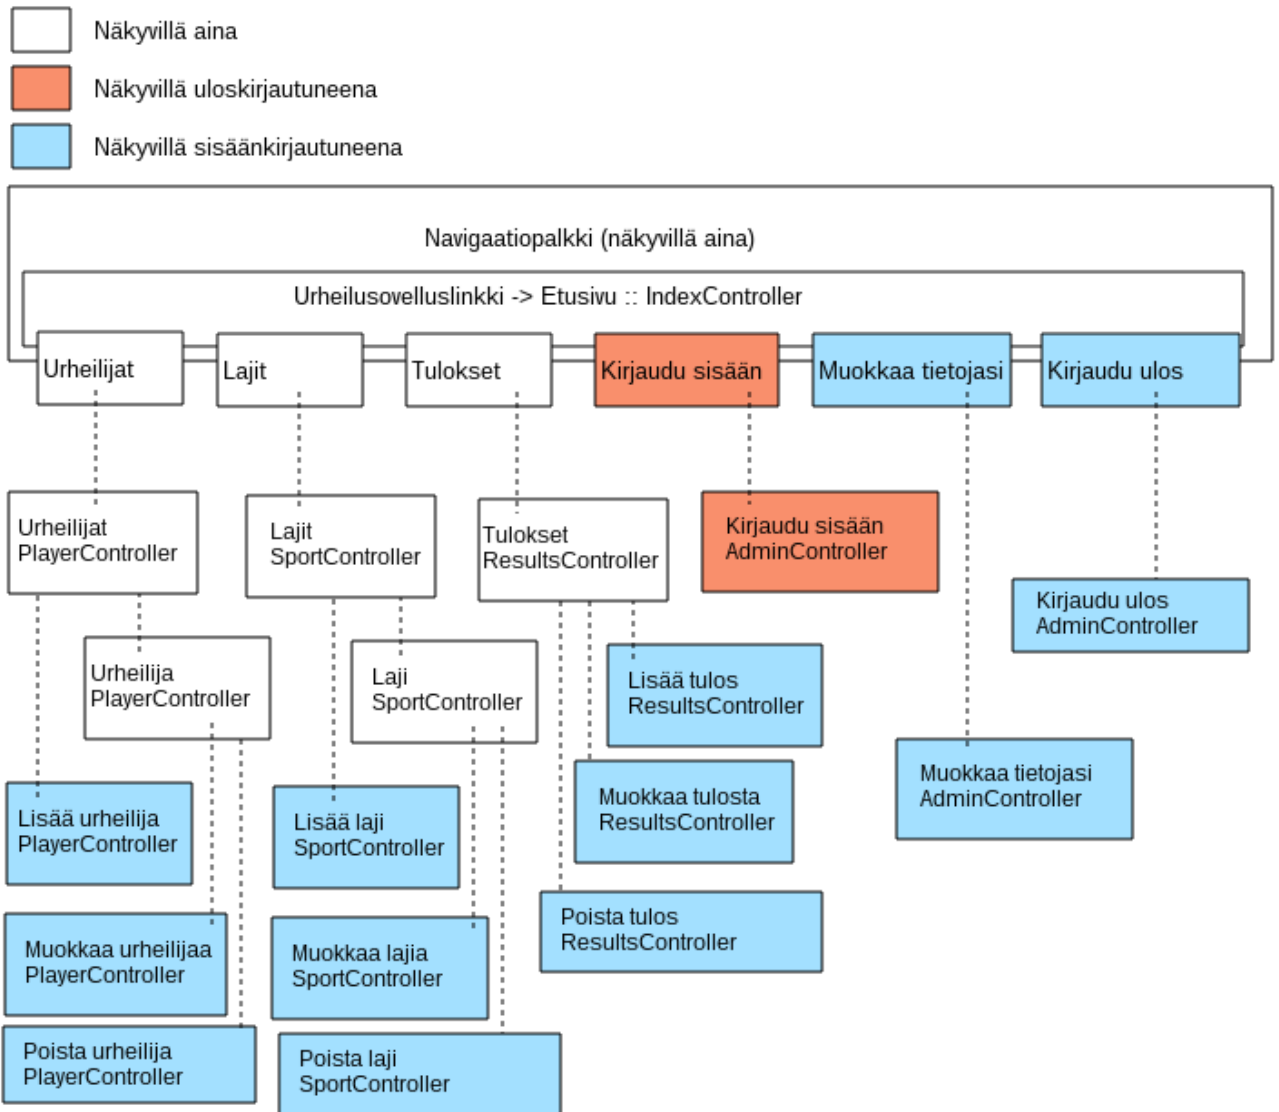 Näkyvillä aina
Näkyvillä uloskirjautuneena
Näkyvillä sisäänkirjautuneena
Navigaatiopalkki (näkyvillä aina)
Urheilusovelluslinkki -> Etusivu :: IndexController
Urheilijat
Lajit
Tulokset
Kirjaudu sisään
Muokkaa tietojasi
Kirjaudu ulos
Urheilijat
PlayerController
Lajit
SportController
Tulokset
ResultsController
Kirjaudu sisään
AdminController
Kirjaudu ulos
AdminController
Urheilija
PlayerController
Laji
SportController
Lisää tulos
ResultsController
Muokkaa tietojasi
AdminController
Muokkaa tulosta
ResultsController
Lisää urheilija
PlayerController
Lisää laji
SportController
Poista tulos
ResultsController
Muokkaa urheilijaa
PlayerController
Muokkaa lajia
SportController
Poista urheilija
PlayerController
Poista laji
SportController